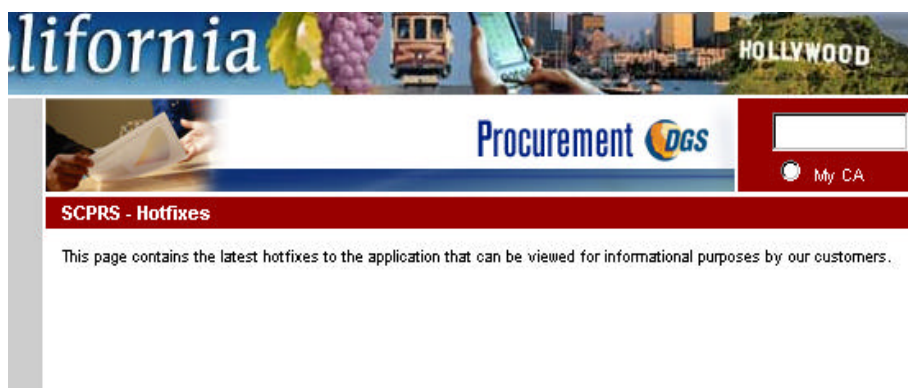 lifornia
HOLLYWOOD
Procurement DGS
My CA
SCPRS - Hotfixes
This page contains the latest hotfixes to the application that can be viewed for informational purposes by our customers.